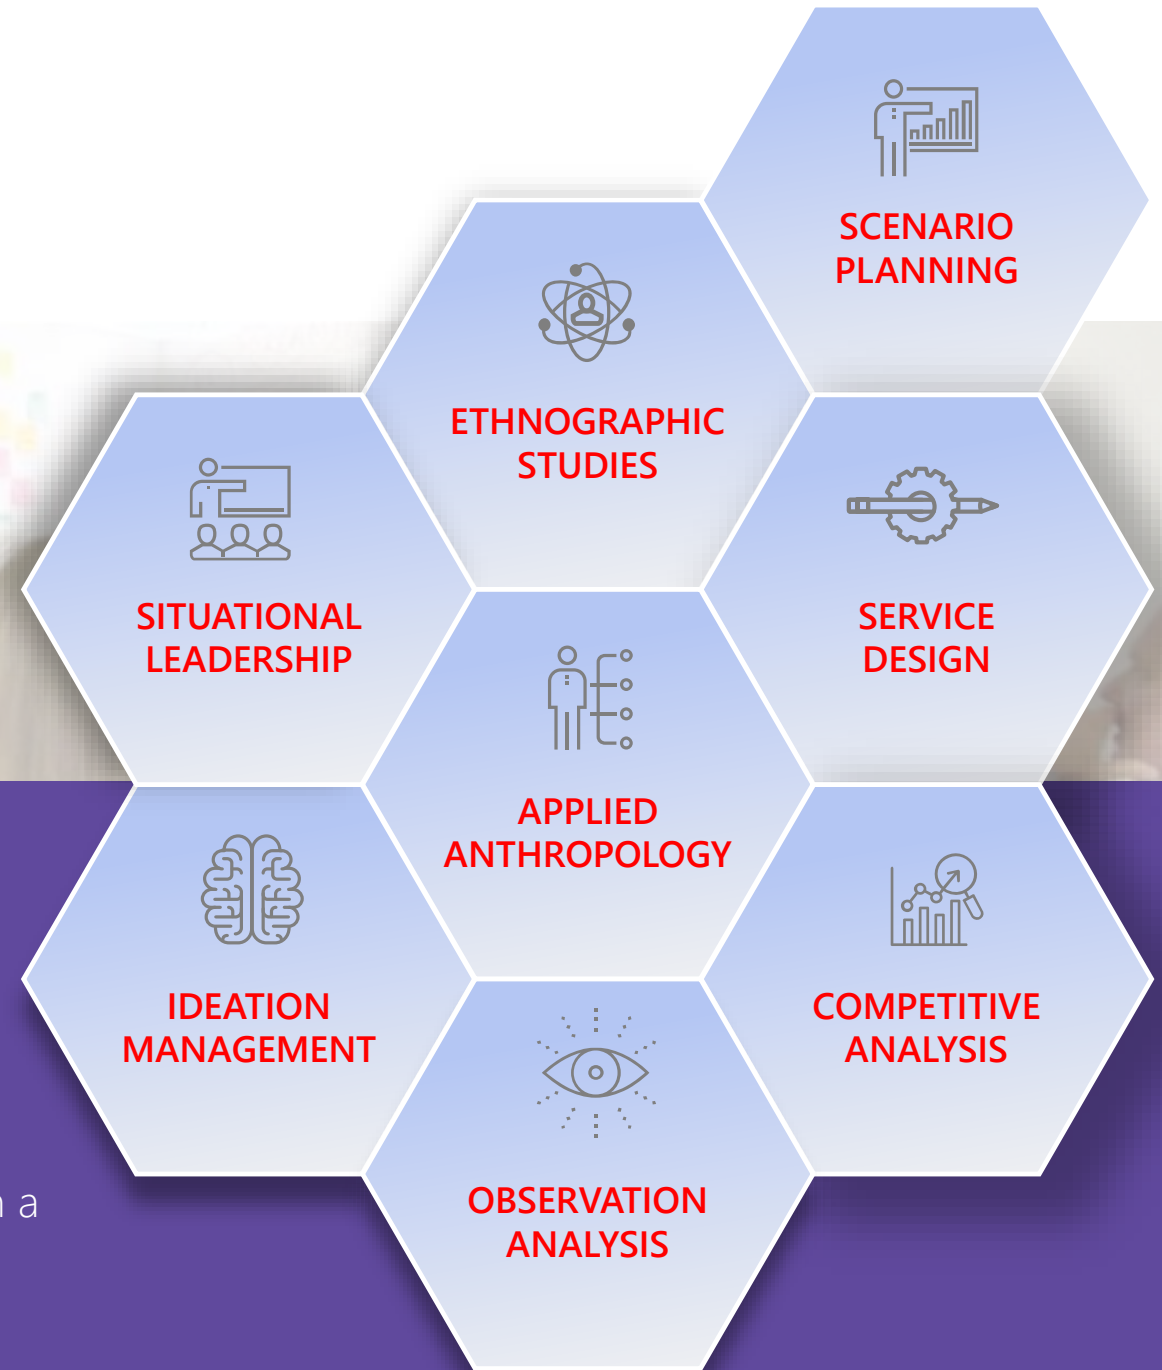 SCENARIO
PLANNING
ETHNOGRAPHIC
STUDIES
SITUATIONAL
LEADERSHIP
SERVICE
DESIGN
APPLIED
ANTHROPOLOGY
IDEATION
MANAGEMENT
COMPETITIVE
ANALYSIS
OBSERVATION
ANALYSIS
a